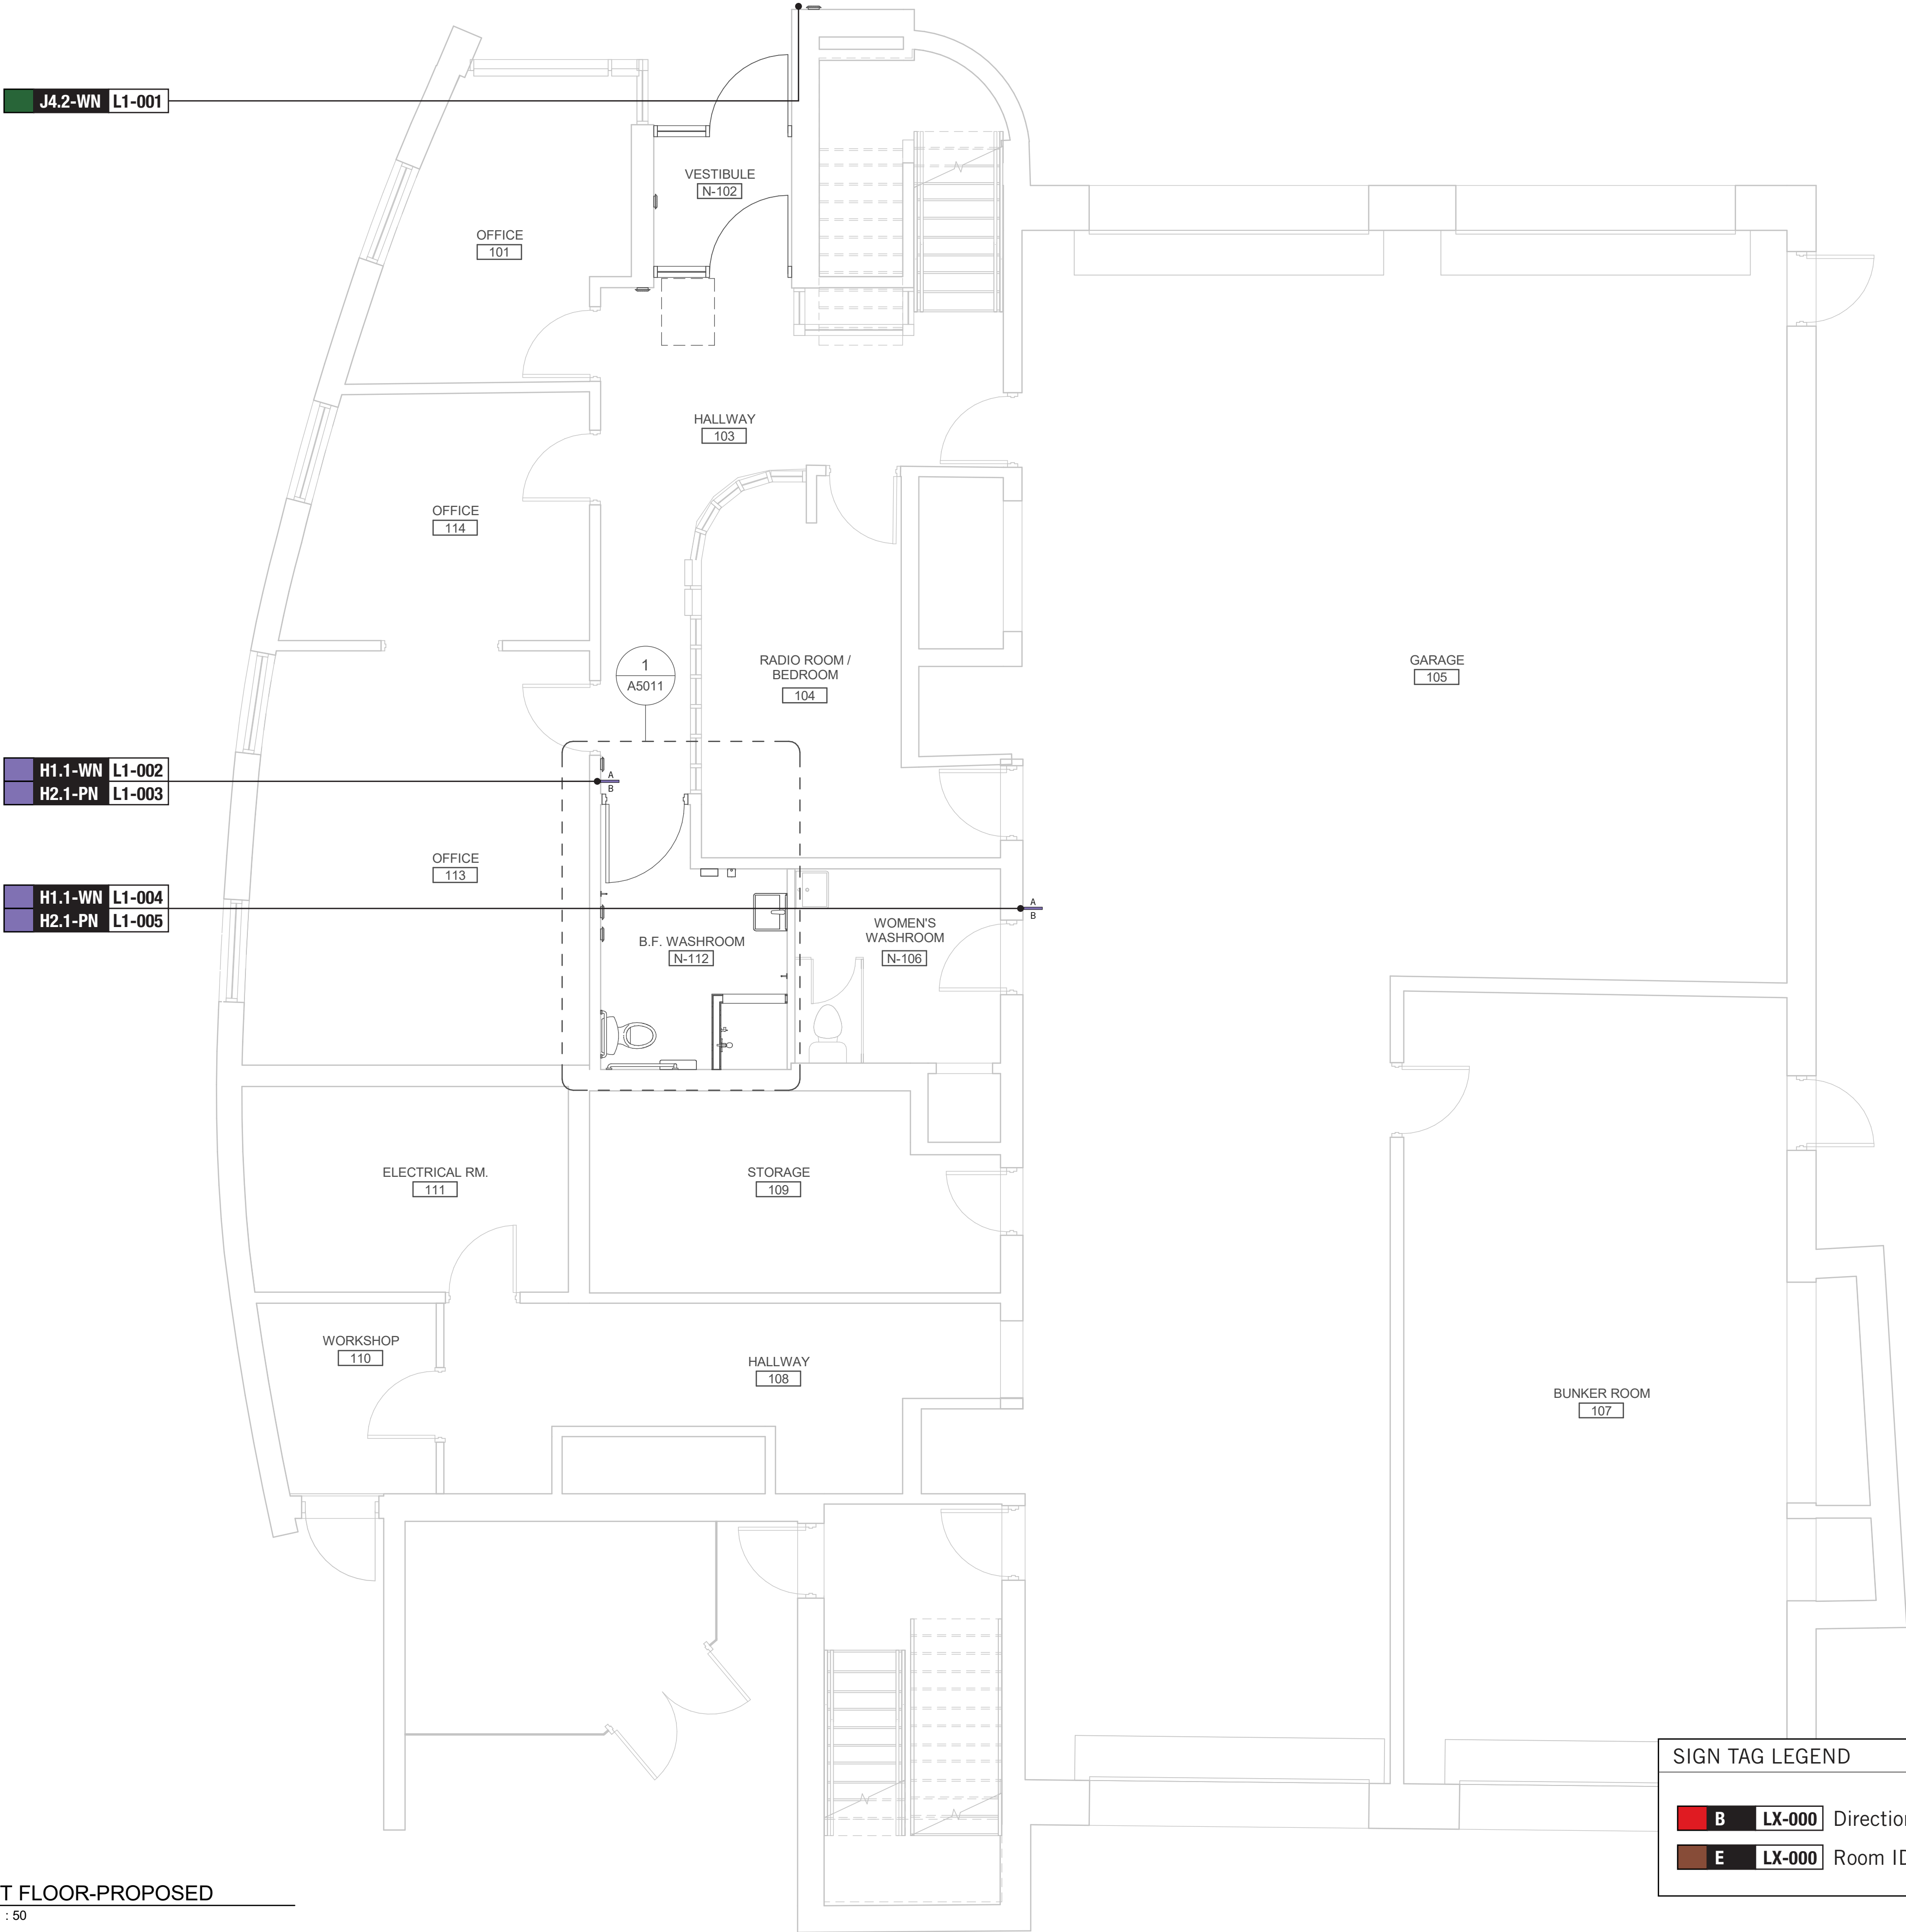 J4.2-WN L1-001
VESTIBULE
N-102
OFFICE
101
HALLWAY
103
OFFICE
114
1
A5011
RADIO ROOM /
BEDROOM
104
GARAGE
105
H1.1-WN L1-002
H2.1-PN L1-003
A
B
OFFICE
113
H1.1-WN L1-004
H2.1-PN L1-005
A
B
B.F. WASHROOM
N-112
WOMEN'S
WASHROOM
N-106
ELECTRICAL RM.
111
STORAGE
109
WORKSHOP
110
HALLWAY
108
BUNKER ROOM
107
SIGN TAG LEGEND
B LX-000 Direction
E LX-000 Room ID
T FLOOR-PROPOSED
: 50